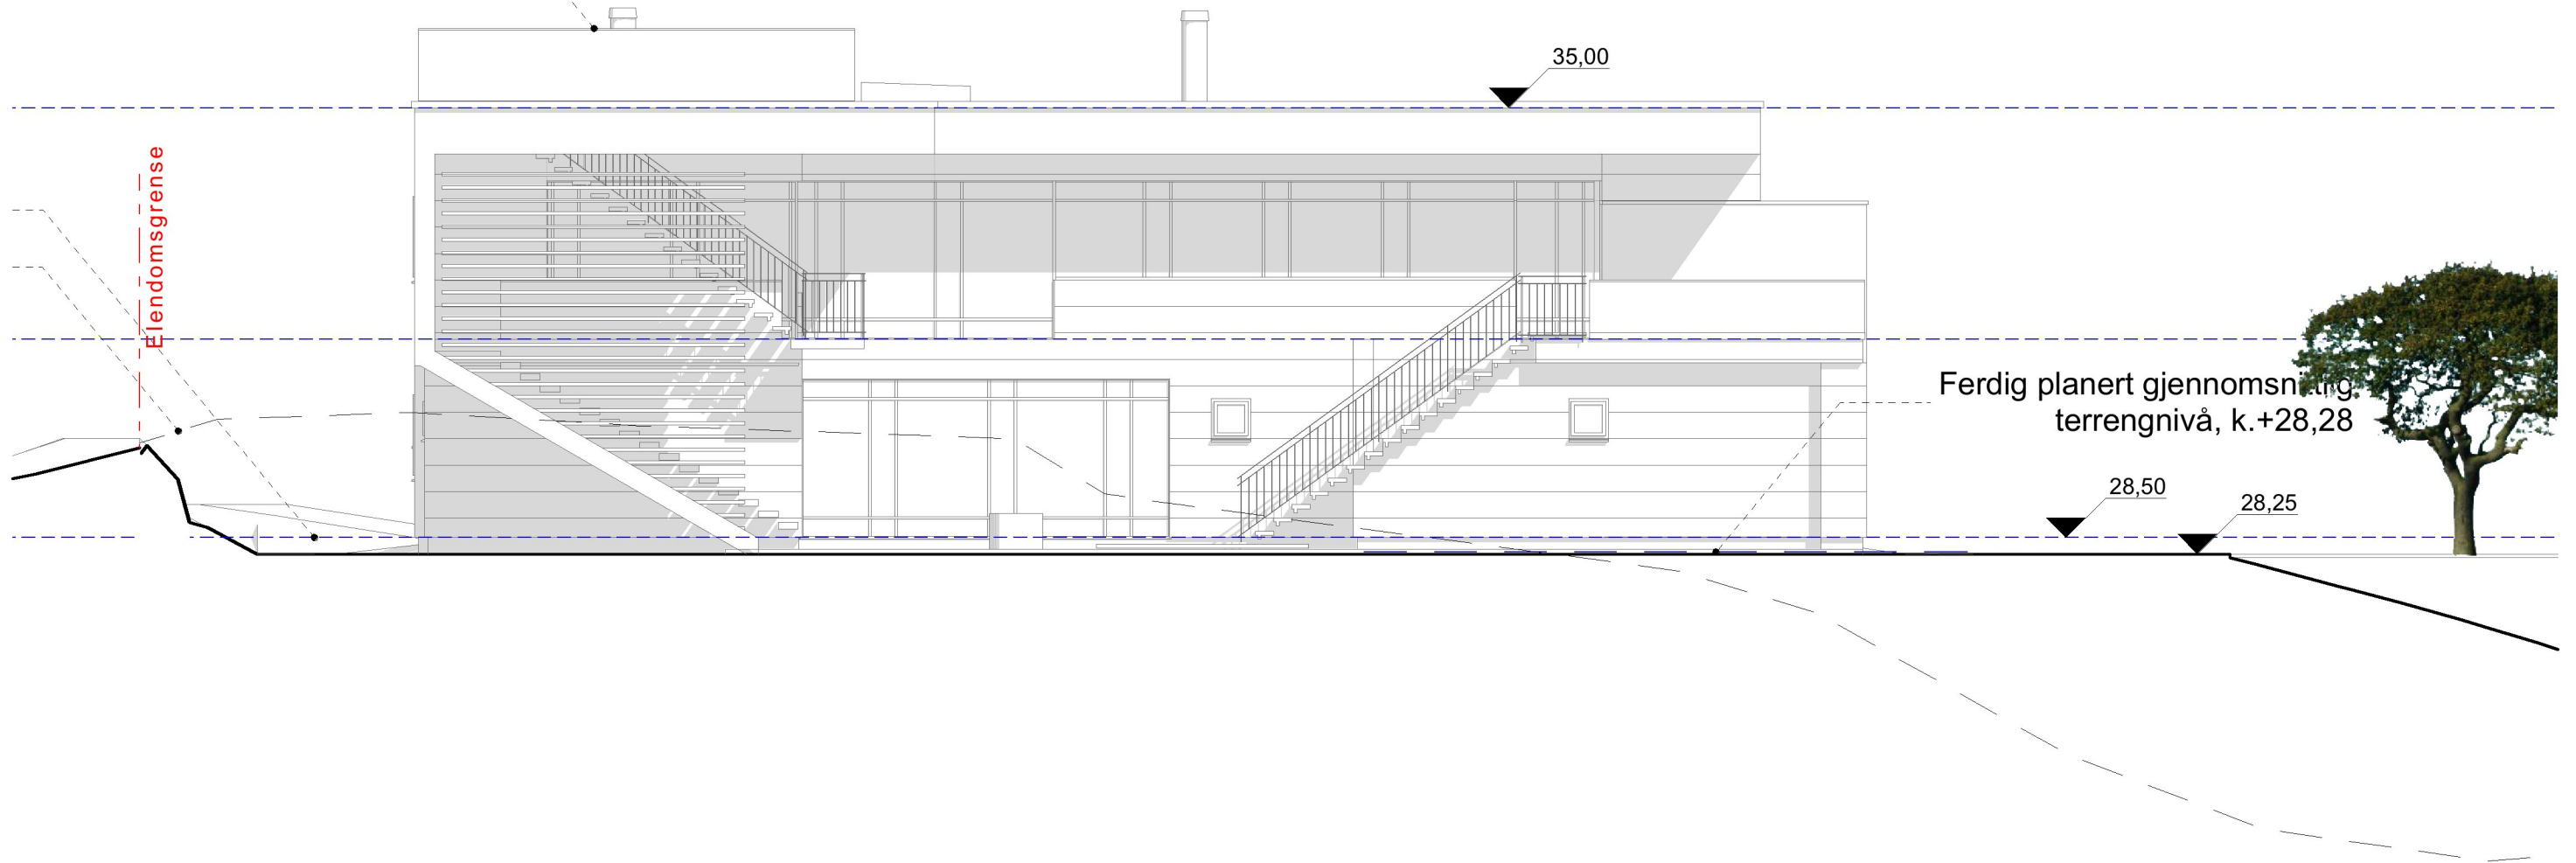 35,00
Eiendomsgrense
Ferdig planert gjennomsnittlig
terrengnivå, k.+28,28
28,50
28,25